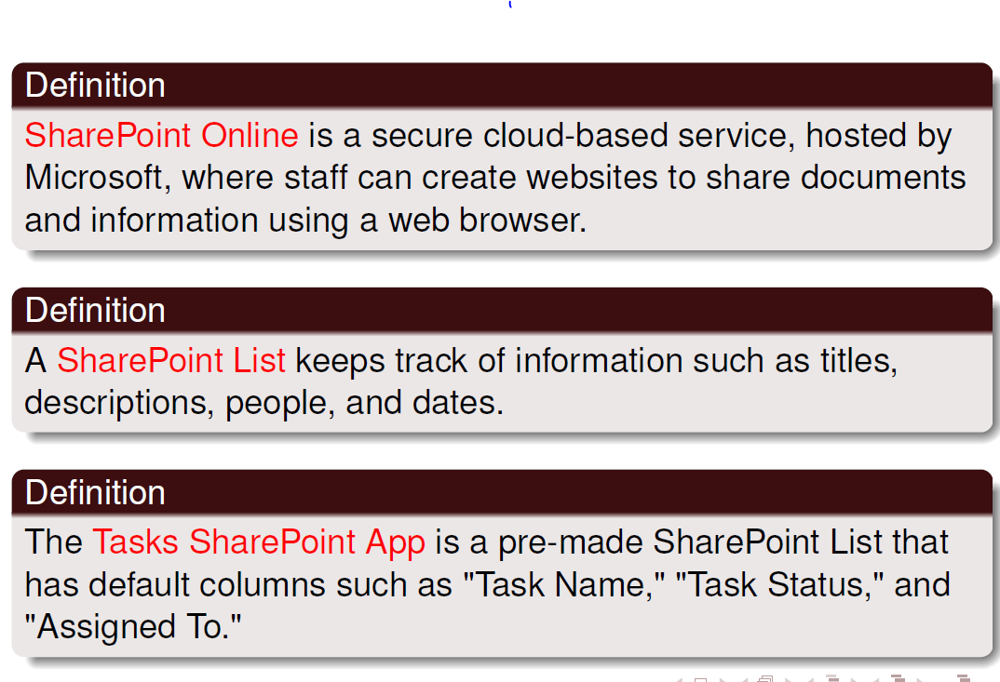 Definition
SharePoint Online is a secure cloud-based service, hosted by
Microsoft, where staff can create websites to share documents
and information using a web browser.
Definition
A SharePoint List keeps track of information such as titles,
descriptions, people, and dates.
Definition
The Tasks SharePoint App is a pre-made SharePoint List that
has default columns such as "Task Name," "Task Status," and
"Assigned To."